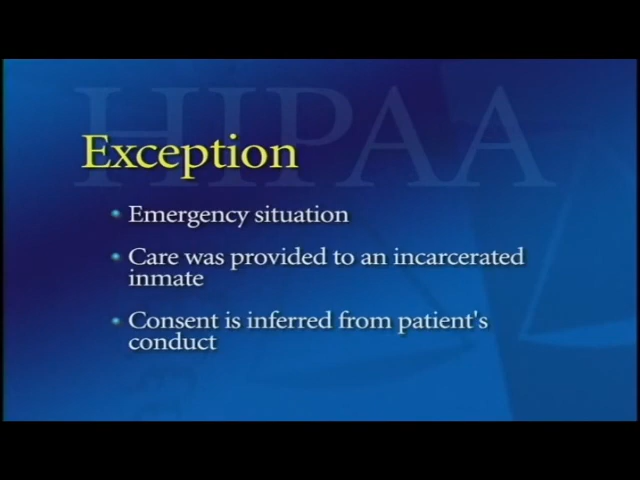 HIPAA
Exception
• Emergency situation
• Care was provided to an incarcerated
inmate
• Consent is inferred from patient's
conduct